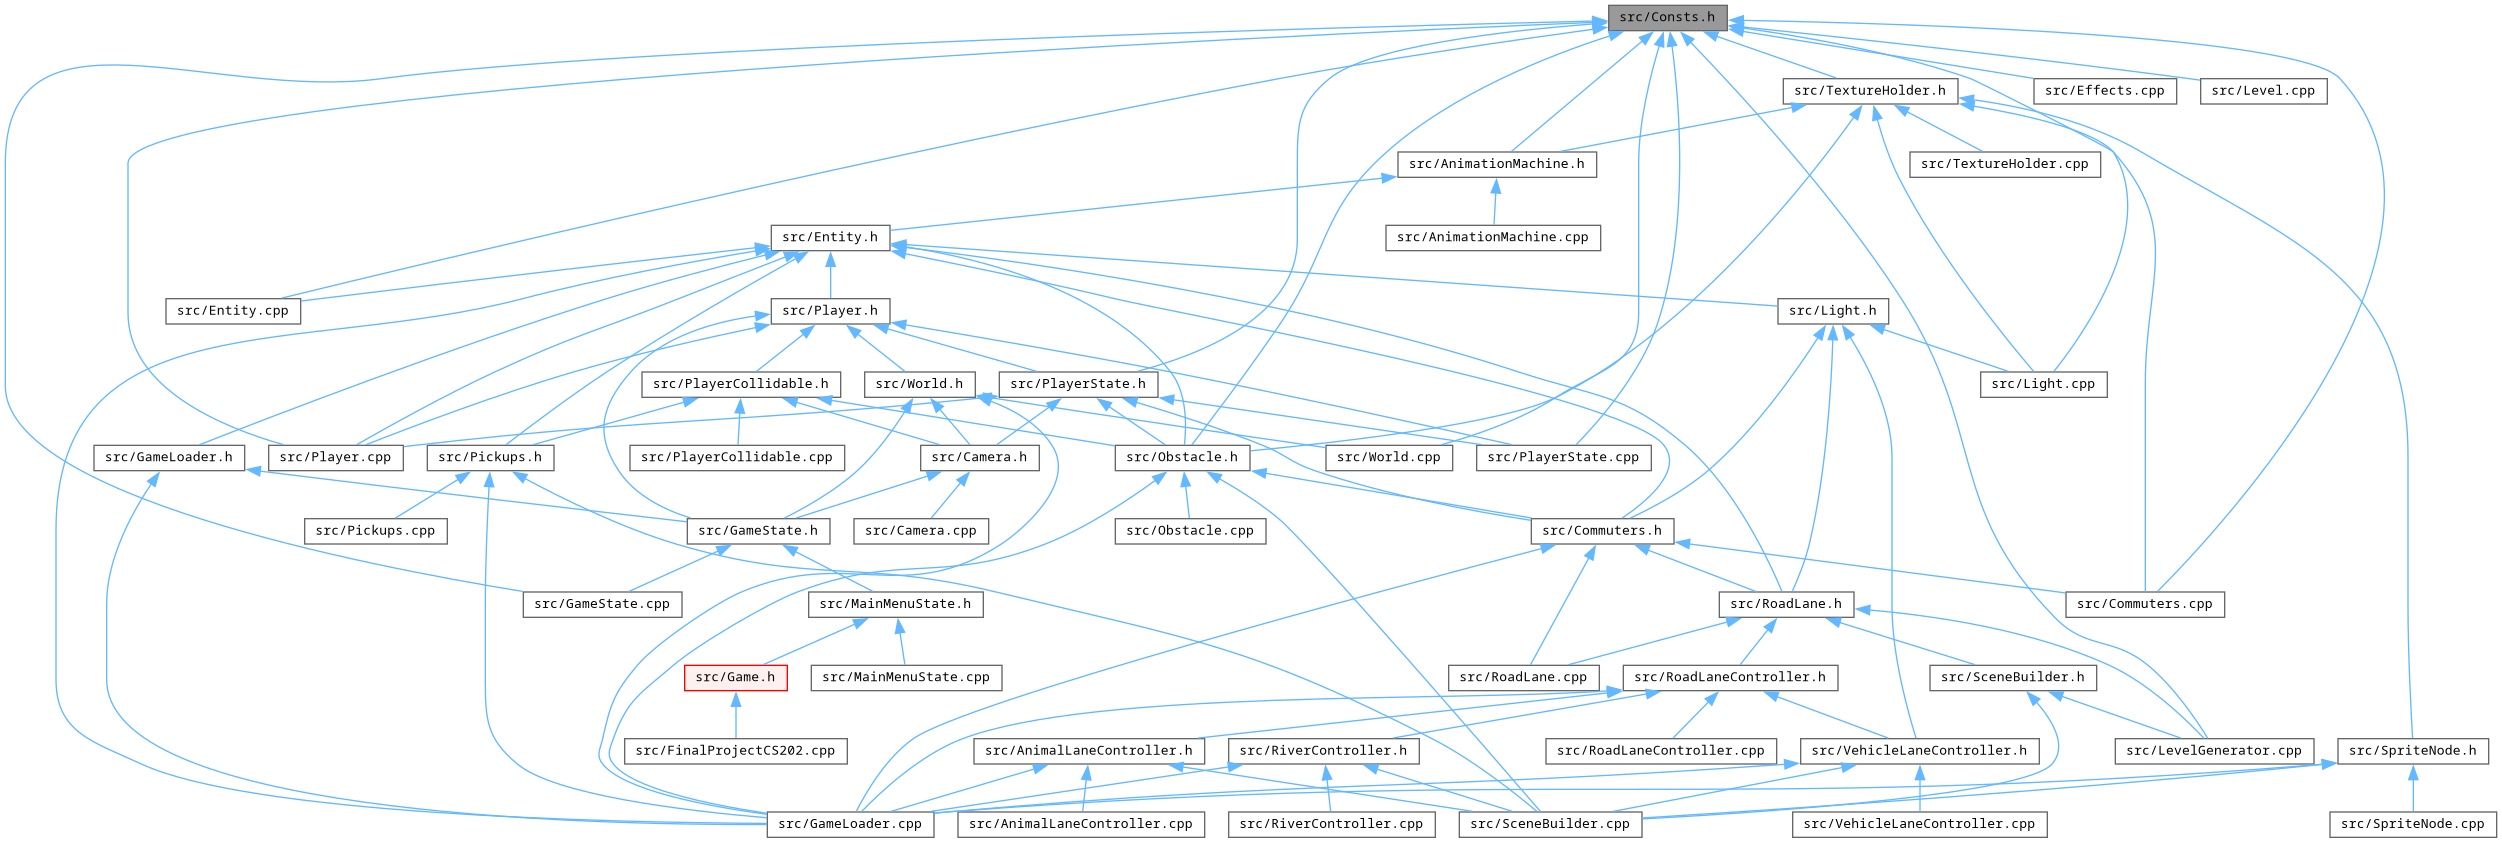 src/Consts.h
src/TextureHolder.h
src/Effects.cpp
src/Level.cpp
src/AnimationMachine.h
src/TextureHolder.cpp
src/Entity.h
src/AnimationMachine.cpp
src/Entity.cpp
src/Player.h
src/Light.h
src/PlayerCollidable.h
src/World.h
src/PlayerState.h
src/Light.cpp
src/GameLoader.h
src/Player.cpp
src/Pickups.h
src/PlayerCollidable.cpp
src/Camera.h
src/Obstacle.h
src/World.cpp
src/PlayerState.cpp
src/Pickups.cpp
src/GameState.h
src/Camera.cpp
src/Obstacle.cpp
src/Commuters.h
src/GameState.cpp
src/MainMenuState.h
src/RoadLane.h
src/Commuters.cpp
src/Game.h
src/MainMenuState.cpp
src/RoadLane.cpp
src/RoadLaneController.h
src/SceneBuilder.h
src/FinalProjectCS202.cpp
src/AnimalLaneController.h
src/RiverController.h
src/RoadLaneController.cpp
src/VehicleLaneController.h
src/LevelGenerator.cpp
src/SpriteNode.h
src/GameLoader.cpp
src/AnimalLaneController.cpp
src/RiverController.cpp
src/SceneBuilder.cpp
src/VehicleLaneController.cpp
src/SpriteNode.cpp